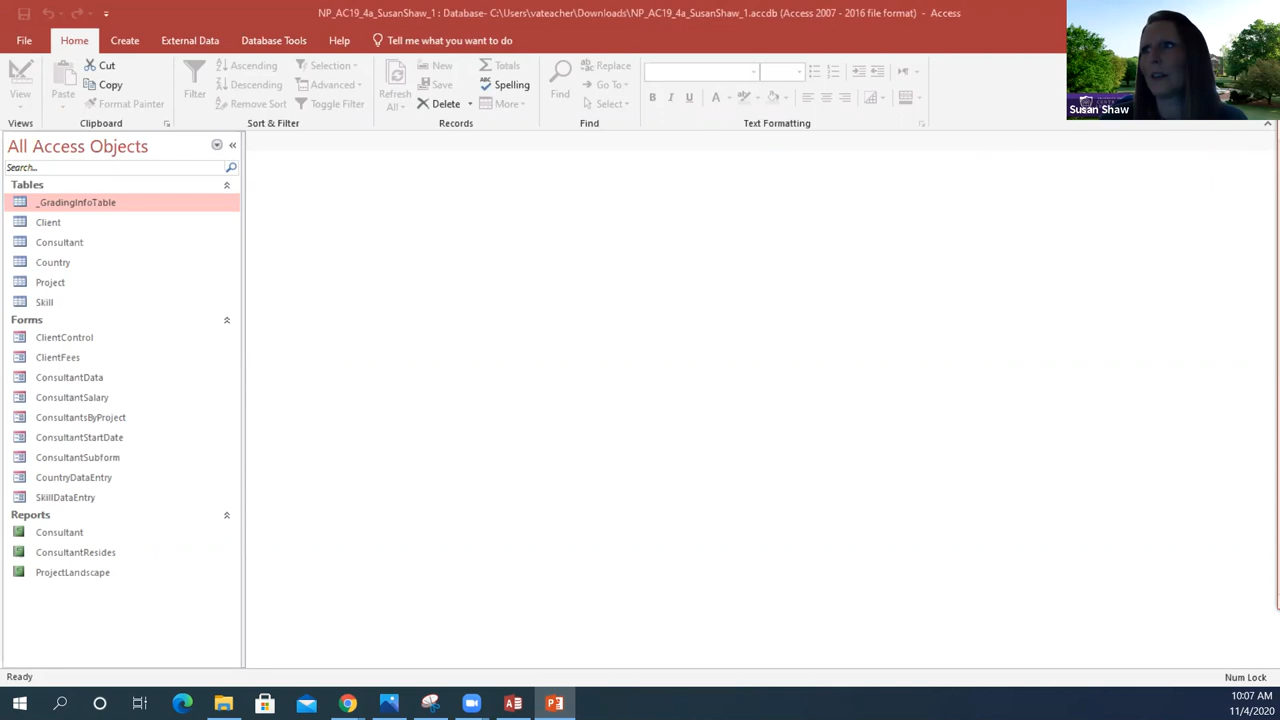 NP_AC19_4a_SusanShaw_1 : Database- C:\Users\vateacher\Downloads\NP_AC19_4a_SusanShaw_1.accdb (Access 2007 - 2016 file format) - Access
File Home Create External Data Database Tools Help Tell me what you want to do
View
Paste
Cut
Copy
Format Painter
Filter
Ascending
Descending
Remove Sort
Selection
Advanced
Toggle Filter
Refresh
All
New
Save
Delete
Totals
Spelling
More
Find
Replace
Go To
Select
B I U A
Views Clipboard Sort & Filter Records Find Text Formatting
Susan Shaw
All Access Objects
Search...
Tables
_GradingInfoTable
Client
Consultant
Country
Project
Skill
Forms
ClientControl
ClientFees
ConsultantData
ConsultantSalary
ConsultantsByProject
ConsultantStartDate
ConsultantSubform
CountryDataEntry
SkillDataEntry
Reports
Consultant
ConsultantResides
ProjectLandscape
Ready
Num Lock
10:07 AM
11/4/2020